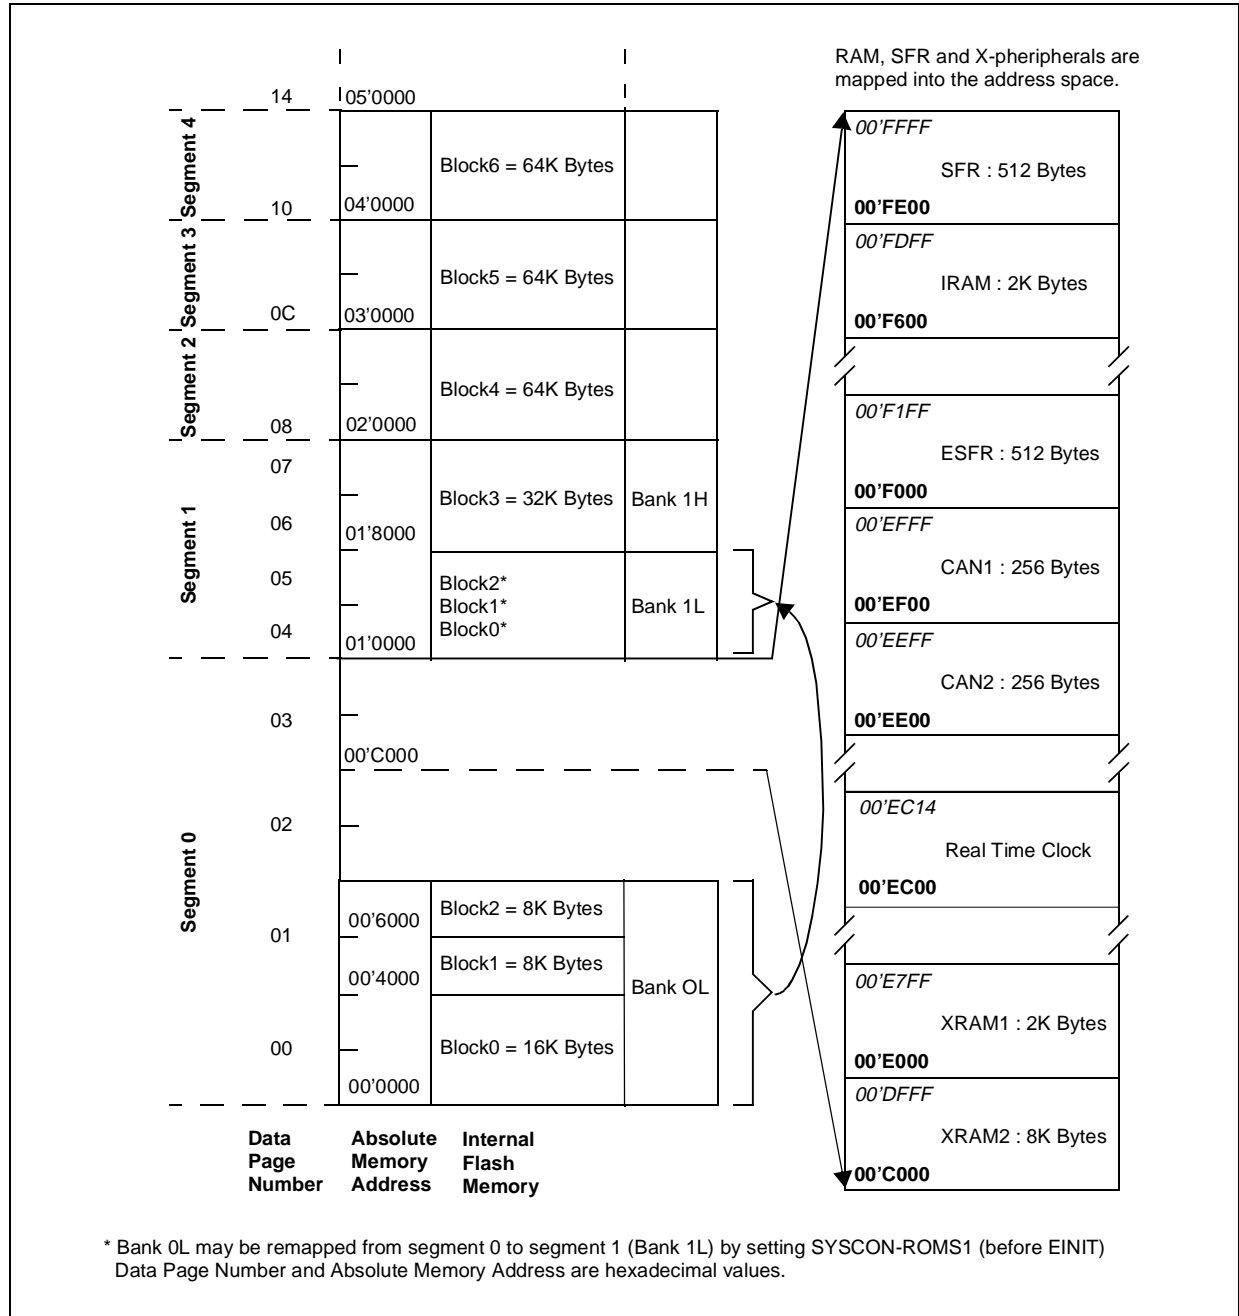 RAM, SFR and X-pheripherals are
mapped into the address space.
14 05'0000
Segment 4
Block6 = 64K Bytes
10 04'0000
Segment 3
Block5 = 64K Bytes
0C 03'0000
Segment 2
Block4 = 64K Bytes
08 02'0000
Segment 1
07
Block3 = 32K Bytes Bank 1H
06 01'8000
05
Block2*
Block1* Bank 1L
Block0*
04 01'0000
Segment 0
03
00'C000
02
00'6000 Block2 = 8K Bytes
01
00'4000 Block1 = 8K Bytes
Bank OL
00 Block0 = 16K Bytes
00'0000
Data
Page
Number
Absolute
Memory
Address
Internal
Flash
Memory
00'FFFF
SFR : 512 Bytes
00'FE00
00'FDFF
IRAM : 2K Bytes
00'F600
00'F1FF
ESFR : 512 Bytes
00'F000
00'EFFF
CAN1 : 256 Bytes
00'EF00
00'EEFF
CAN2 : 256 Bytes
00'EE00
00'EC14
Real Time Clock
00'EC00
00'E7FF
XRAM1 : 2K Bytes
00'E000
00'DFFF
XRAM2 : 8K Bytes
00'C000
* Bank 0L may be remapped from segment 0 to segment 1 (Bank 1L) by setting SYSCON-ROMS1 (before EINIT)
Data Page Number and Absolute Memory Address are hexadecimal values.